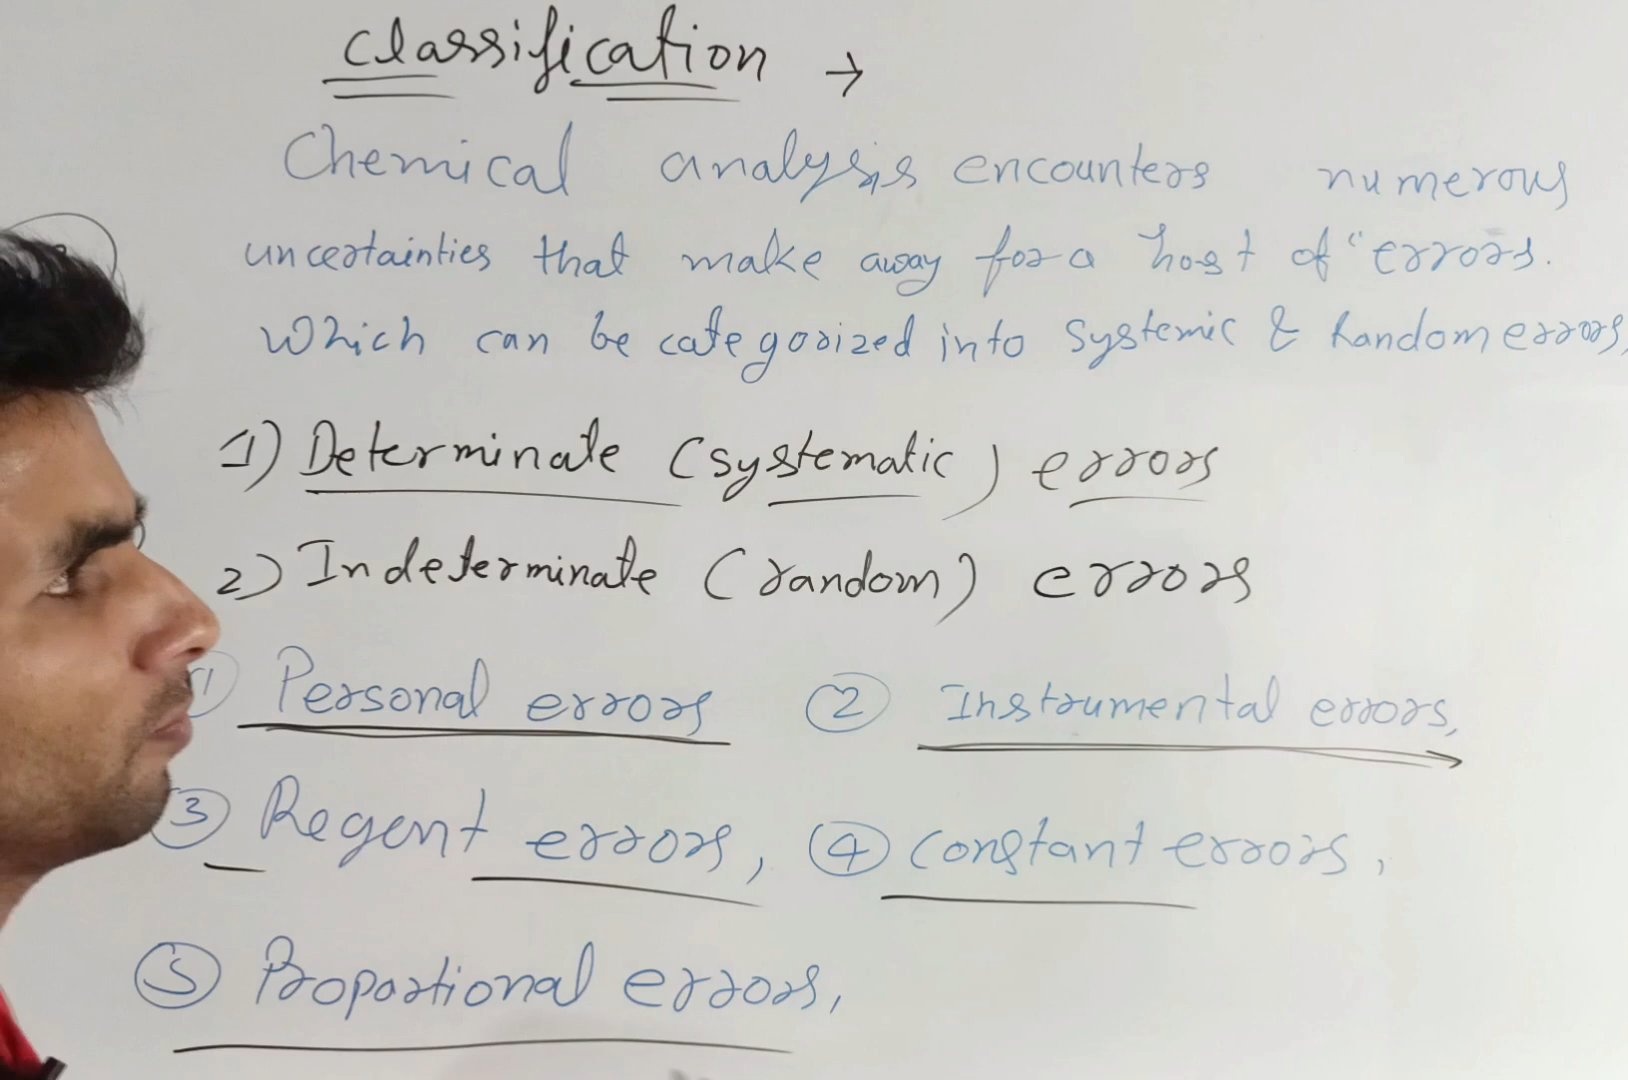 Classification →
Chemical analysis encounters numerous
uncertainties that make away for a host of “errors.
Which can be categorized into Systemic & Random errors,
1) Determinate (systematic) errors
2) Indeterminate (random) errors
① Personal errors ② Instrumental errors,
③ Regent errors, ④ Constant errors,
⑤ Proportional errors,